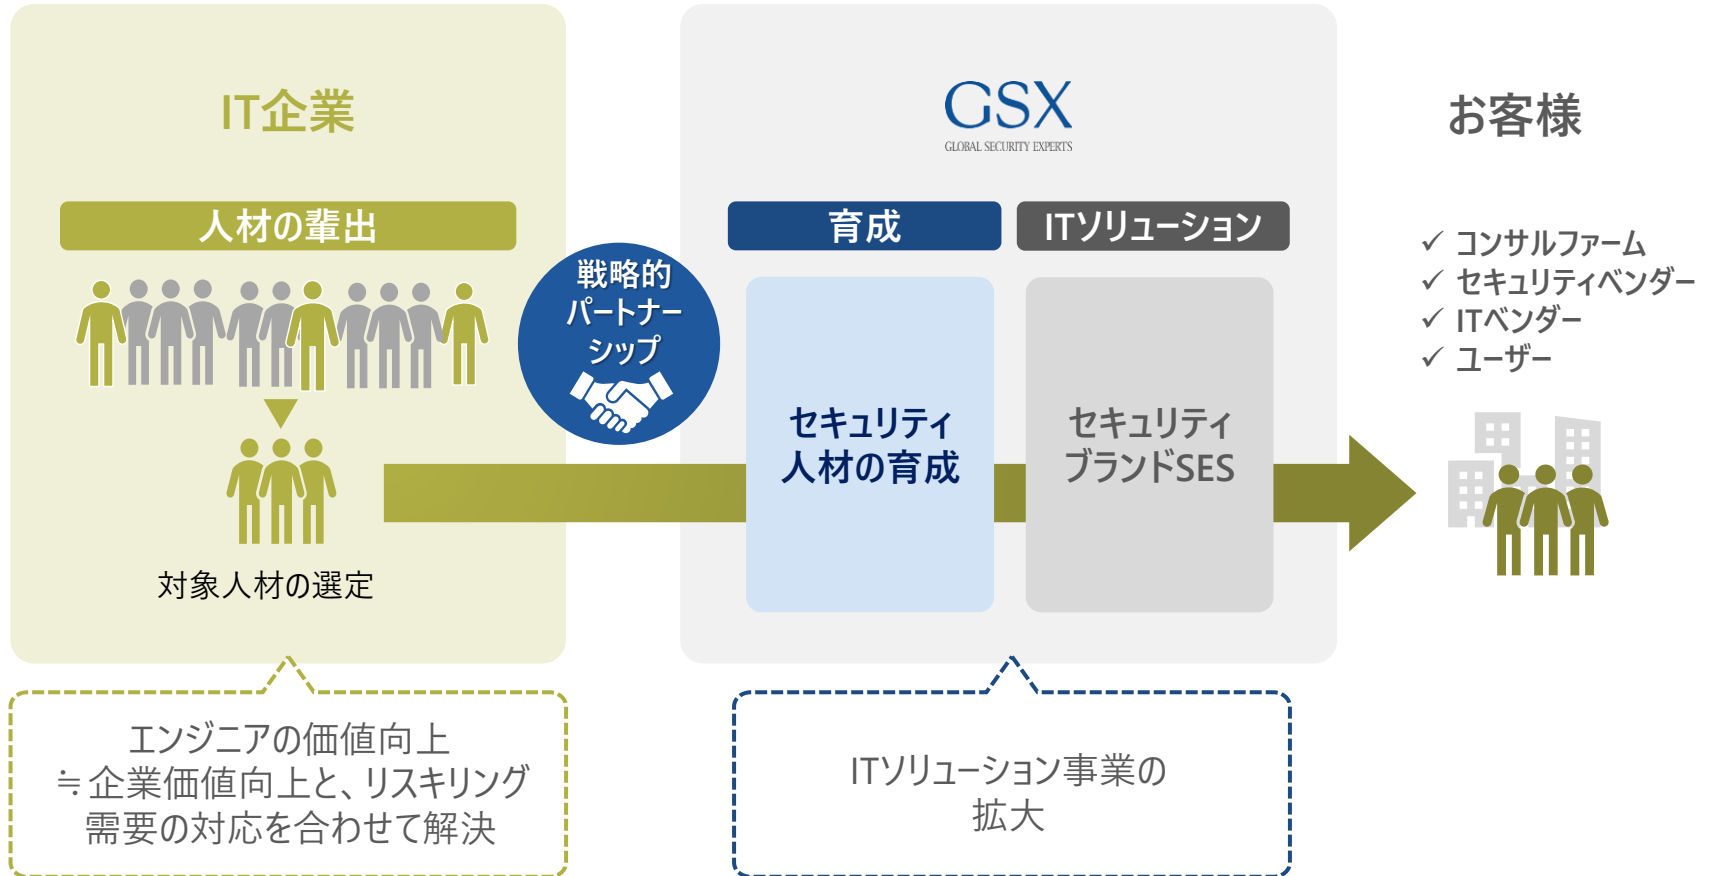 IT企業
人材の輩出
対象人材の選定
戦略的
パートナー
シップ
GSX
GLOBAL SECURITY EXPERTS
育成
ITソリューション
セキュリティ
人材の育成
セキュリティ
ブランドSES
お客様
✓ コンサルファーム
✓ セキュリティベンダー
✓ ITベンダー
✓ ユーザー
エンジニアの価値向上
≒企業価値向上と、リスキリング
需要の対応を合わせて解決
ITソリューション事業の
拡大